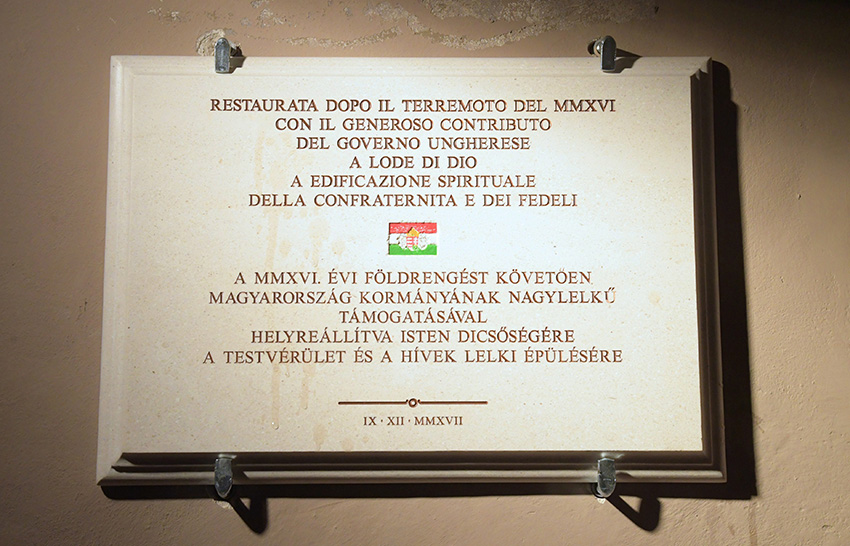 RESTAURATA DOPO IL TERREMOTO DEL MMXVI
CON IL GENEROSO CONTRIBUTO
DEL GOVERNO UNGHERESE
A LODE DI DIO
A EDIFICAZIONE SPIRITUALE
DELLA CONFRATERNITA E DEI FEDELI
A MMXVI. ÉVI FÖLDRENGÉST KÖVETŐEN
MAGYARORSZÁG KORMÁNYÁNAK NAGYLELKŰ
TÁMOGATÁSÁVAL
HELYREÁLLÍTVA ISTEN DICSŐSÉGÉRE
A TESTVÉRÜLET ÉS A HÍVEK LELKI ÉPÜLÉSÉRE
IX · XII · MMXVII